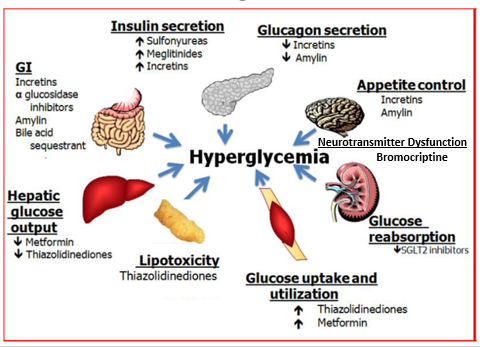 Insulin secretion
↑ Sulfonyureas
↑ Meglitinides
↑ Incretins
Glucagon secretion
↓ Incretins
↓ Amylin
GI
Incretins
α glucosidase
inhibitors
Amylin
Bile acid
sequestrant
Appetite control
Incretins
Amylin
Neurotransmitter Dysfunction
Bromocriptine
Hyperglycemia
Hepatic
glucose
output
↓ Metformin
↓ Thiazolidinediones
Lipotoxicity
Thiazolidinediones
Glucose uptake and
utilization
↑ Thiazolidinediones
↑ Metformin
Glucose
reabsorption
↓SGLT2 inhibitors